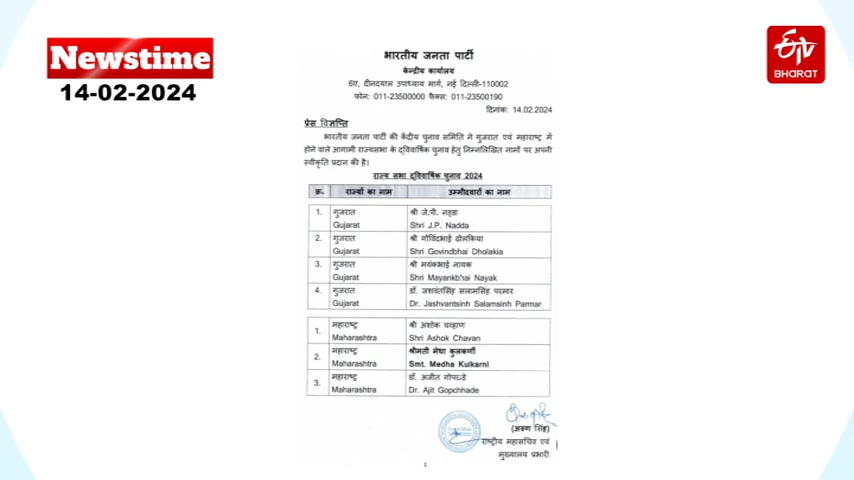 Newstime
14-02-2024
ETV
BHARAT
भारतीय जनता पार्टी
केन्द्रीय कार्यालय
6ए, दीनदयाल उपाध्याय मार्ग, नई दिल्ली-110002
फोन: 011-23500000 फैक्स: 011-23500190
दिनांक: 14.02.2024
प्रेस विज्ञप्ति
भारतीय जनता पार्टी की केंद्रीय चुनाव समिति ने गुजरात एवं महाराष्ट्र में
होने वाले आगामी राज्यसभा के द्विवार्षिक चुनाव हेतु निम्नलिखित नामों पर अपनी
स्वीकृति प्रदान की है।
राज्य सभा द्विवार्षिक चुनाव 2024
क्र. राज्यों का नाम उम्मीदवारों का नाम
1. गुजरात श्री जे.पी. नड्डा
Gujarat Shri J.P. Nadda
2. गुजरात श्री गोविंदभाई ढोलकिया
Gujarat Shri Govindbhai Dholakia
3. गुजरात श्री मयंकभाई नायक
Gujarat Shri Mayankbhai Nayak
4. गुजरात डॉ. जशवंतसिंह सलामसिंह परमार
Gujarat Dr. Jashvantsinh Salamsinh Parmar
1. महाराष्ट्र श्री अशोक चव्हाण
Maharashtra Shri Ashok Chavan
2. महाराष्ट्र श्रीमती मेधा कुलकर्णी
Maharashtra Smt. Medha Kulkarni
3. महाराष्ट्र डॉ. अजीत गोपछड़े
Maharashtra Dr. Ajit Gopchhade
(अरुण सिंह)
राष्ट्रीय महासचिव एवं
मुख्यालय प्रभारी
1